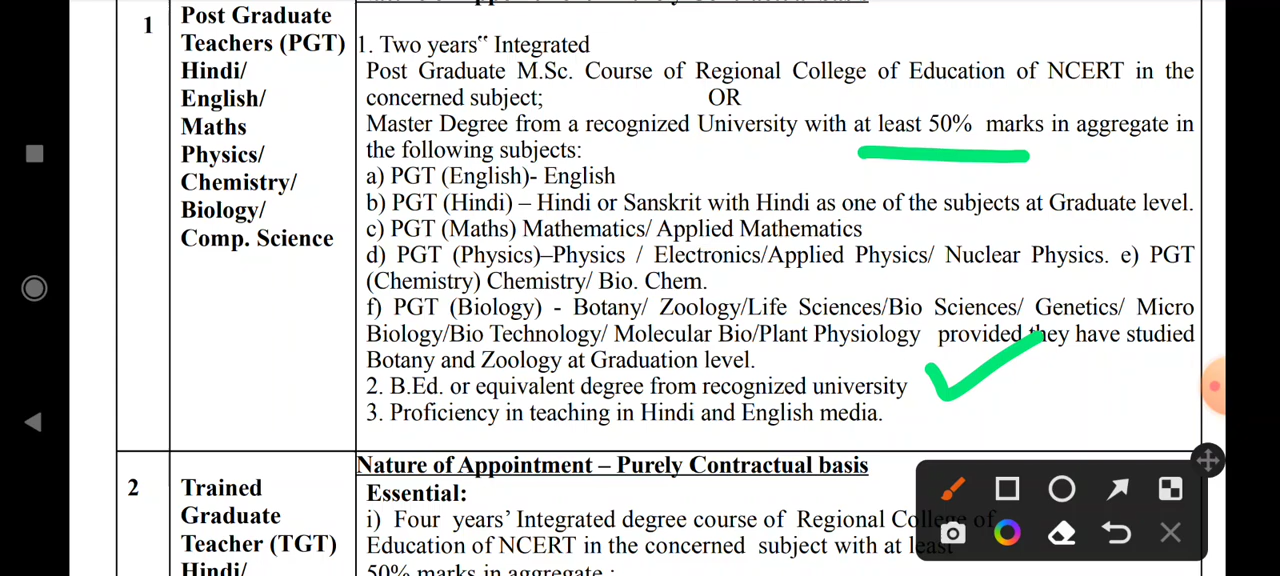 Nature of Appointment – Purely Contractual basis
1
Post Graduate
Teachers (PGT)
Hindi/
English/
Maths
Physics/
Chemistry/
Biology/
Comp. Science
1. Two years‟ Integrated
Post Graduate M.Sc. Course of Regional College of Education of NCERT in the
concerned subject; OR
Master Degree from a recognized University with at least 50% marks in aggregate in
the following subjects:
a) PGT (English)- English
b) PGT (Hindi) – Hindi or Sanskrit with Hindi as one of the subjects at Graduate level.
c) PGT (Maths) Mathematics/ Applied Mathematics
d) PGT (Physics)–Physics / Electronics/Applied Physics/ Nuclear Physics. e) PGT
(Chemistry) Chemistry/ Bio. Chem.
f) PGT (Biology) - Botany/ Zoology/Life Sciences/Bio Sciences/ Genetics/ Micro
Biology/Bio Technology/ Molecular Bio/Plant Physiology provided they have studied
Botany and Zoology at Graduation level.
2. B.Ed. or equivalent degree from recognized university
3. Proficiency in teaching in Hindi and English media.
2
Trained
Graduate
Teacher (TGT)
Hindi/
Nature of Appointment – Purely Contractual basis
Essential:
i) Four years’ Integrated degree course of Regional College of
Education of NCERT in the concerned subject with at least
50% marks in aggregate ;